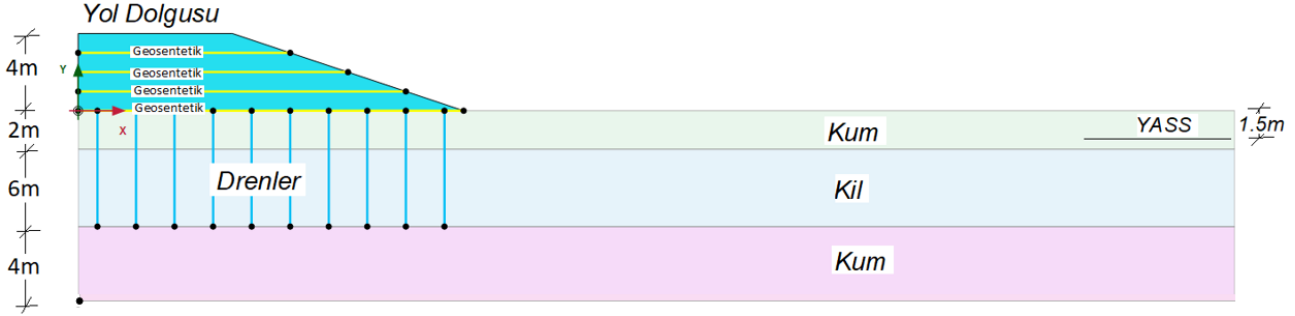 Yol Dolgusu
Geosentetik
4m
Y
Geosentetik
Geosentetik
Geosentetik
X
2m
Kum
YASS
1.5m
Drenler
6m
Kil
4m
Kum